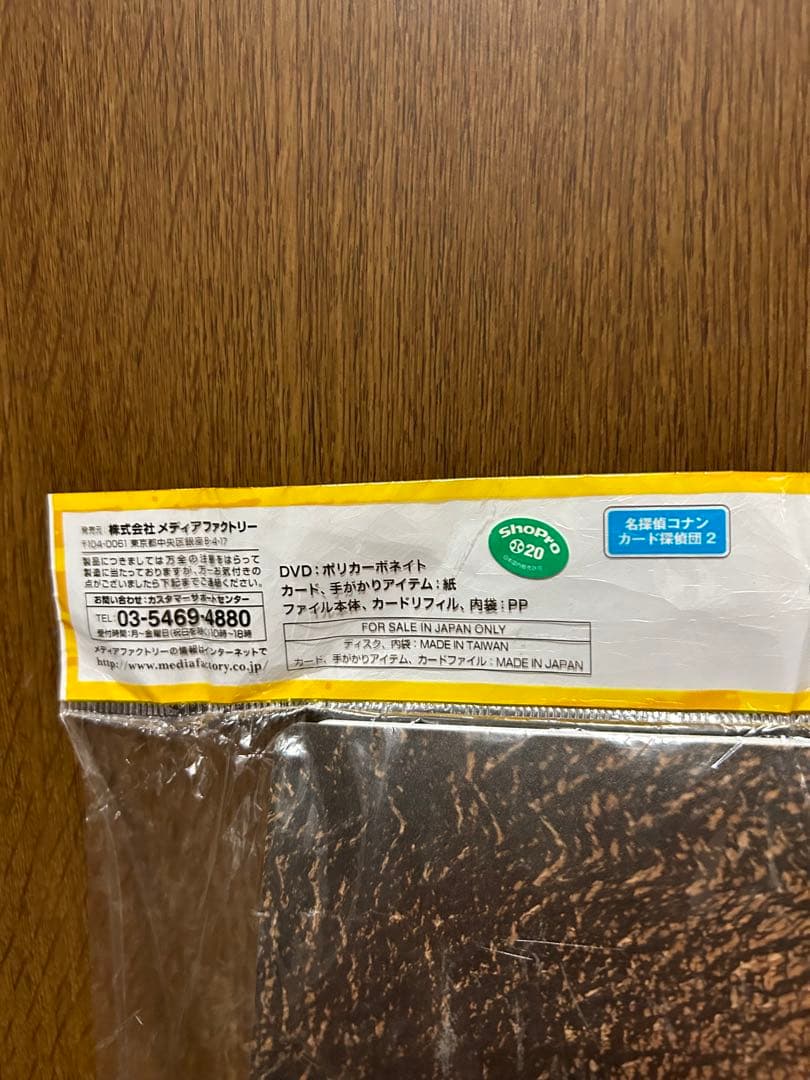 発売元 株式会社 メディアファクトリー
〒104-0061 東京都中央区銀座8-4-17
製品につきましては万全の注意をはらって
製造に当たっておりますが、万一お気付きの
点がございましたら下記までご連絡ください。
お問い合わせ:カスタマーサポートセンター
TEL:03-5469-4880
受付時間:月〜金曜日(祝日を除く)10時〜18時
メディアファクトリーの情報はインターネットで
http://www.mediafactory.co.jp/
DVD:ポリカーボネイト
カード、手がかりアイテム:紙
ファイル本体、カードリフィル、内袋:PP
FOR SALE IN JAPAN ONLY
ディスク、内袋:MADE IN TAIWAN
カード、手がかりアイテム、カードファイル:MADE IN JAPAN
ShoPro
20
名探偵コナン
カード探偵団2